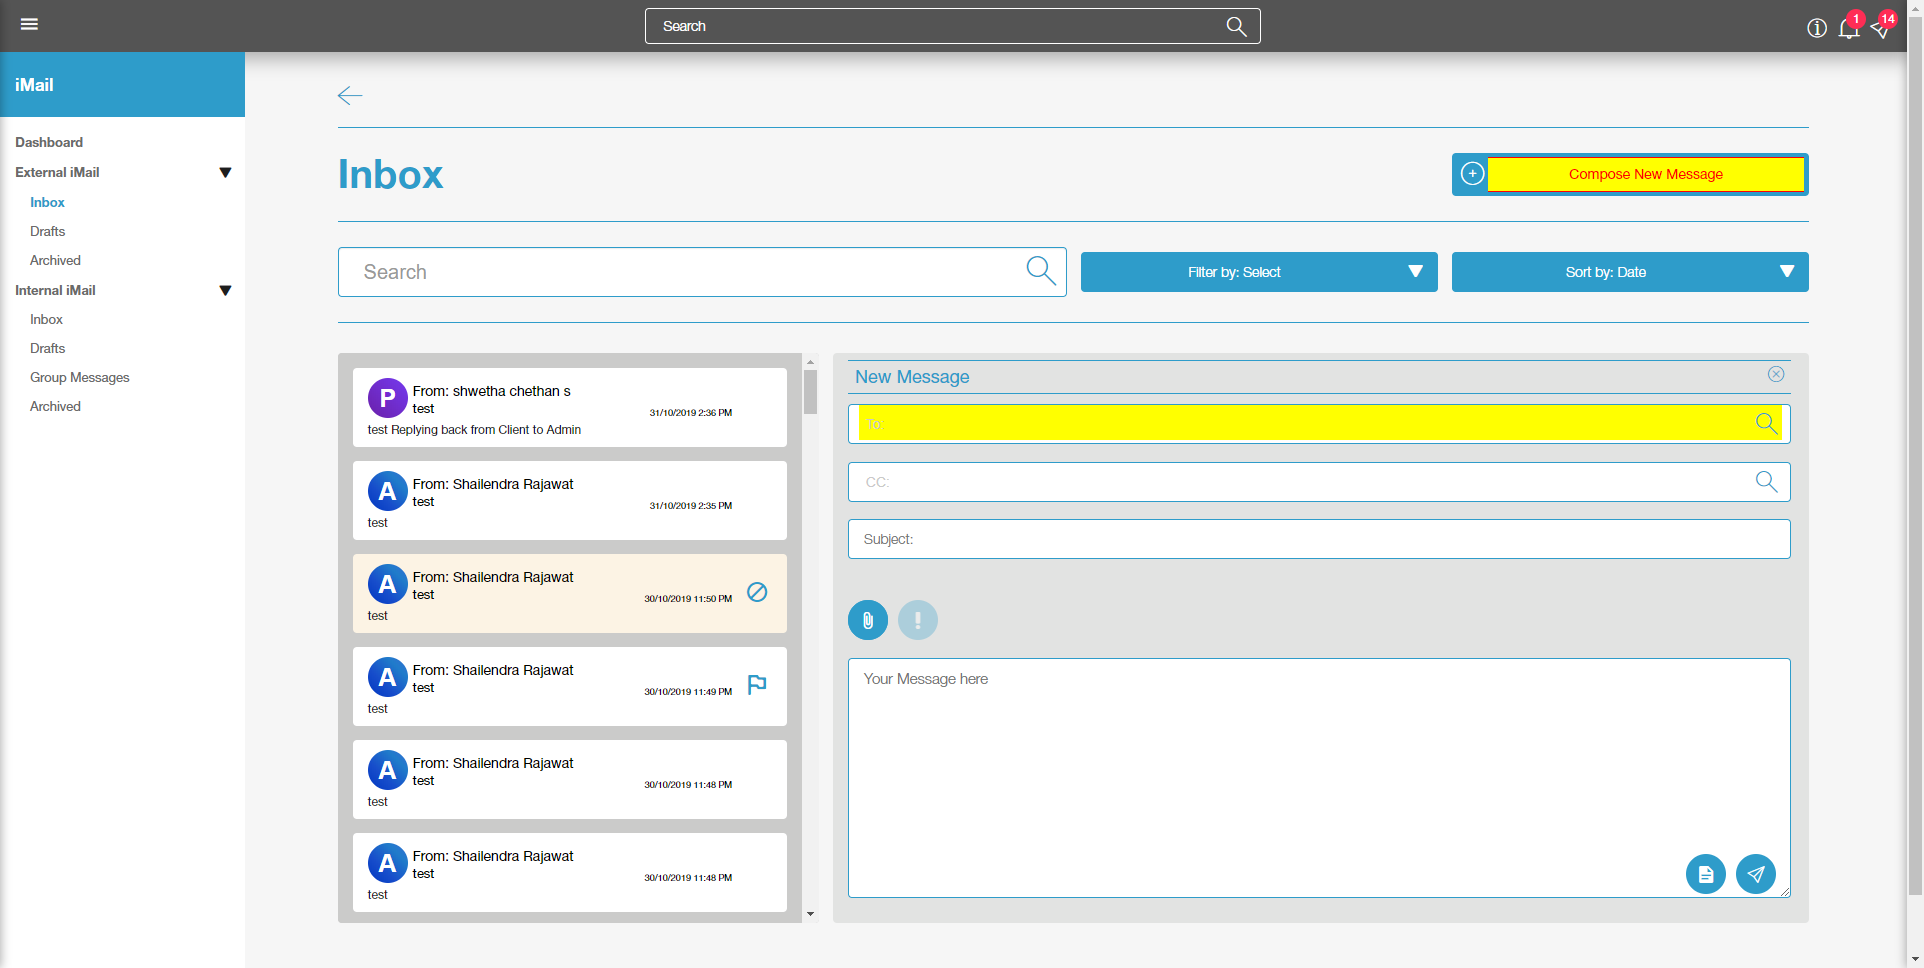 Search
1
14
iMail
Dashboard
External iMail
Inbox
Drafts
Archived
Internal iMail
Inbox
Drafts
Group Messages
Archived
Inbox
Compose New Message
Search
Filter by: Select
Sort by: Date
P
From: shwetha chethan s
test
31/10/2019 2:36 PM
test Replying back from Client to Admin
A
From: Shailendra Rajawat
test
31/10/2019 2:35 PM
test
A
From: Shailendra Rajawat
test
30/10/2019 11:50 PM
test
A
From: Shailendra Rajawat
test
30/10/2019 11:49 PM
test
A
From: Shailendra Rajawat
test
30/10/2019 11:48 PM
test
A
From: Shailendra Rajawat
test
30/10/2019 11:48 PM
test
New Message
To:
CC:
Subject:
Your Message here